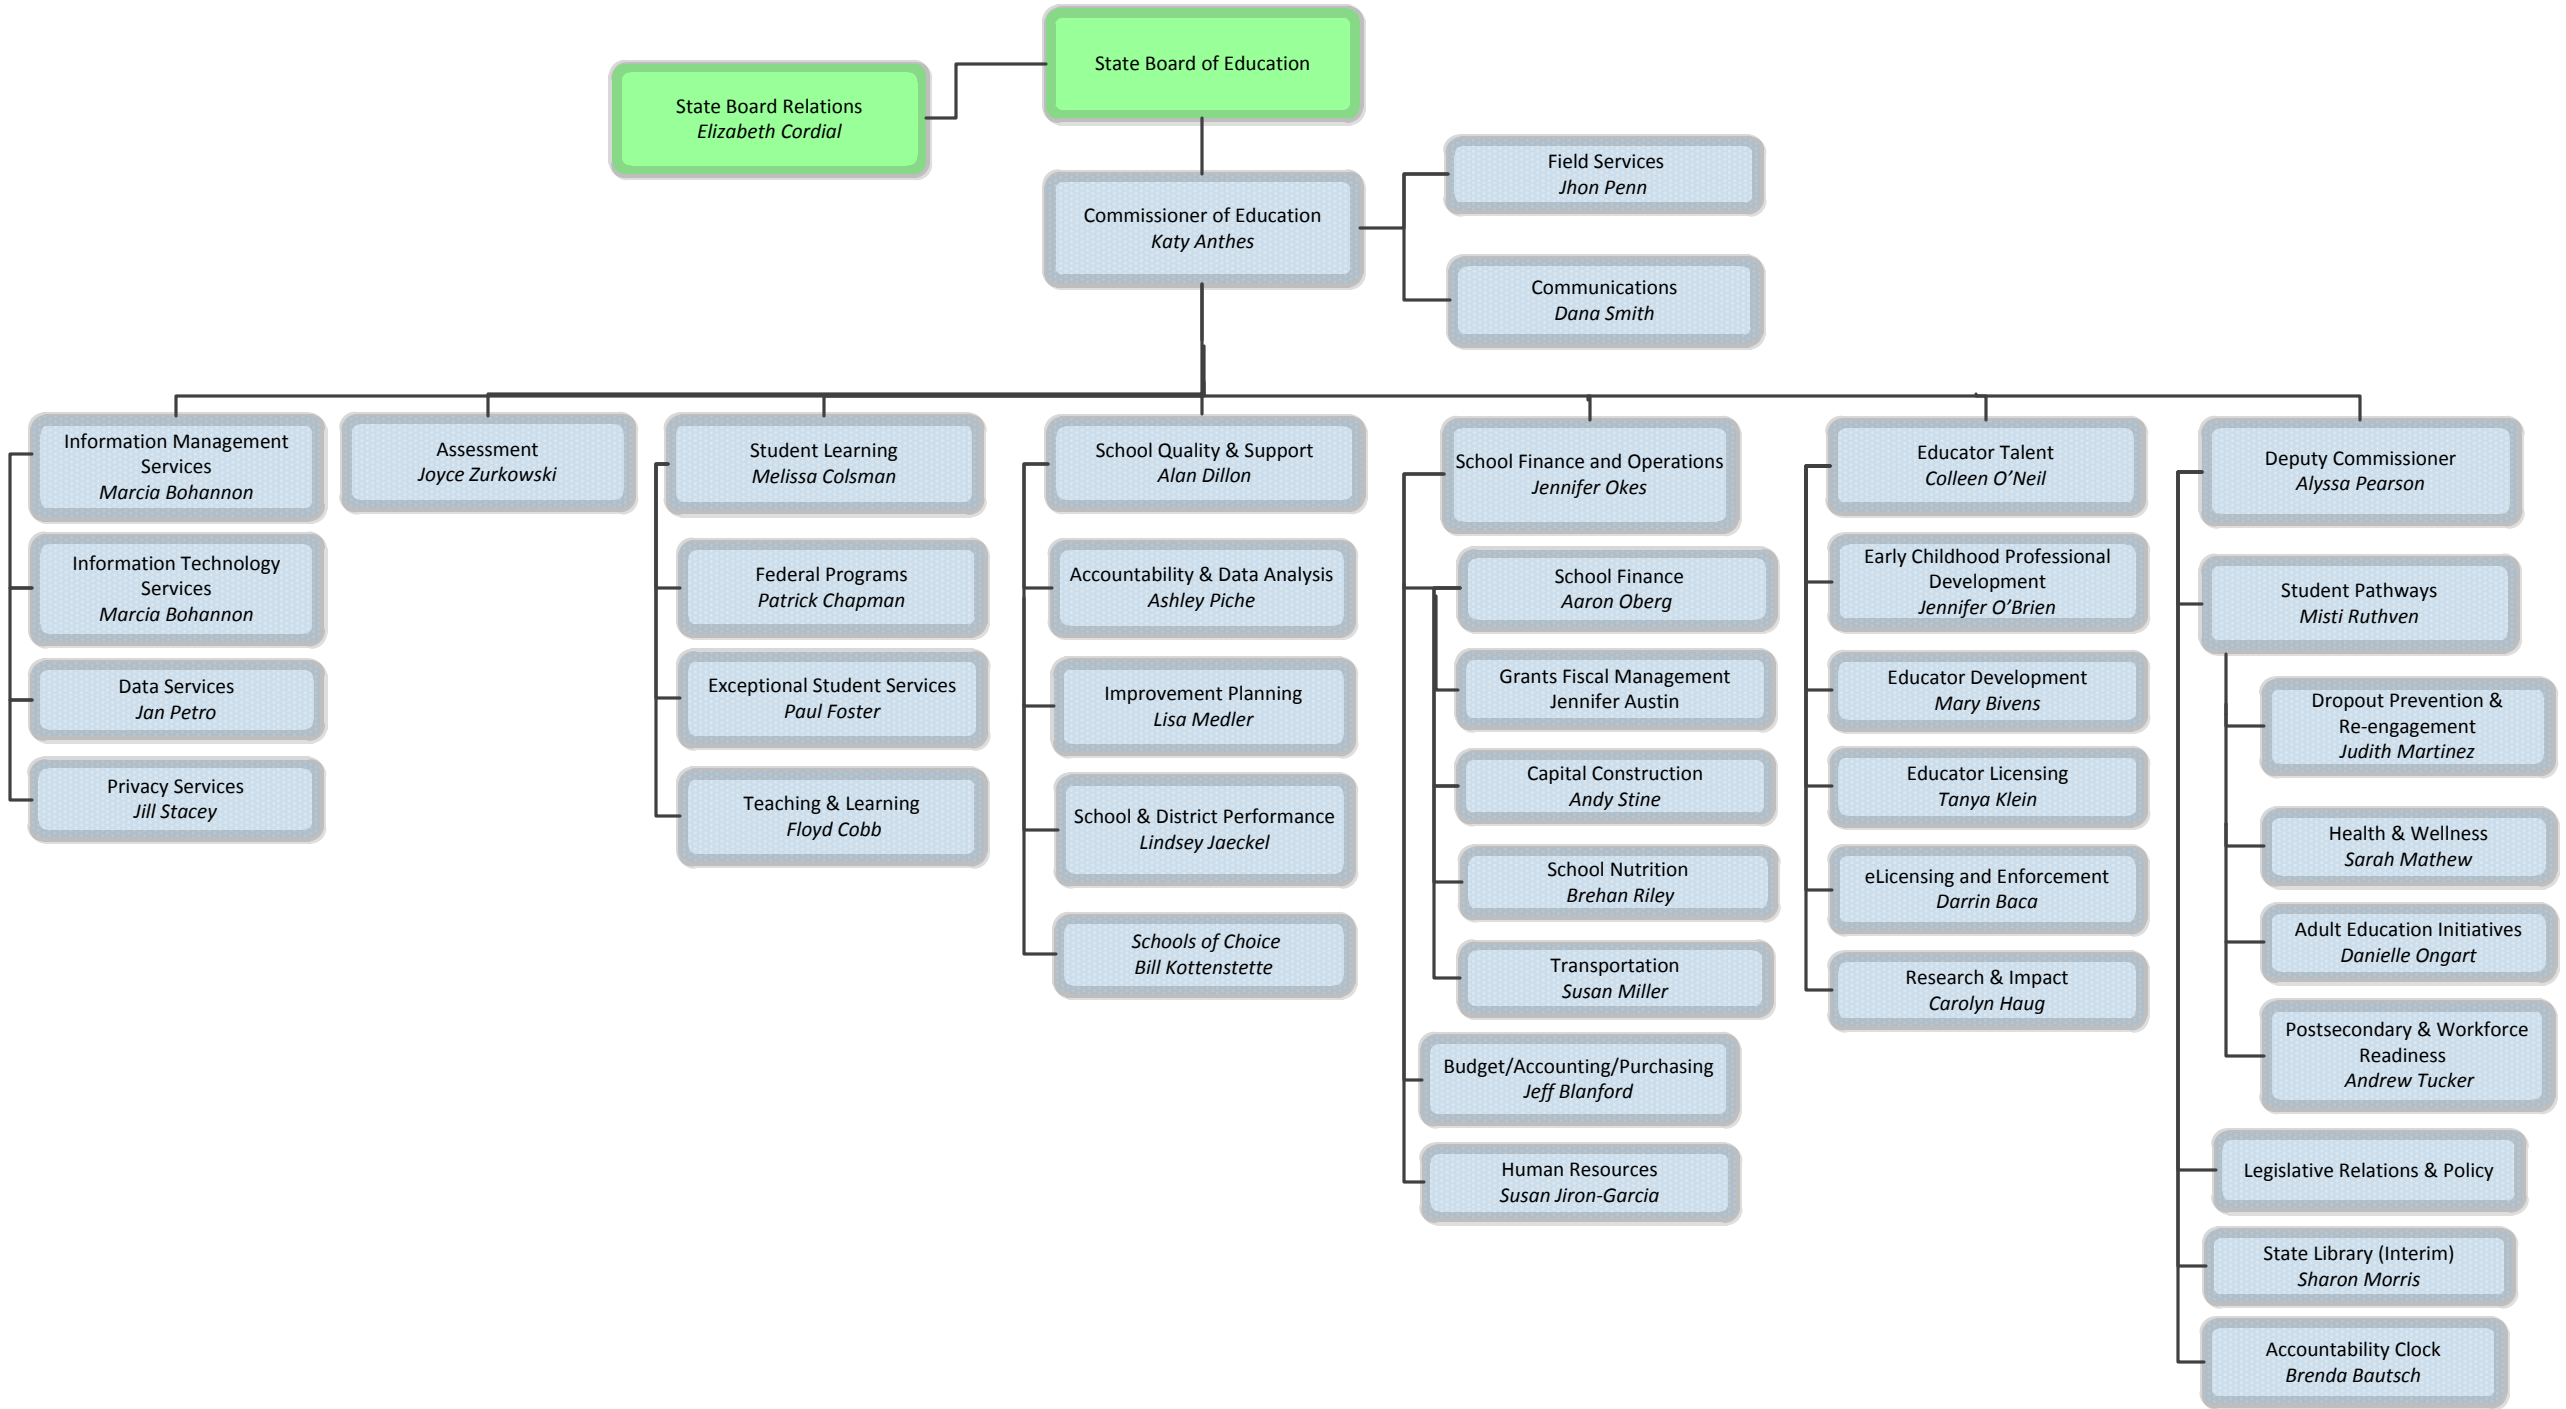 State Board of Education
State Board Relations
Elizabeth Cordial
Commissioner of Education
Katy Anthes
Field Services
Jhon Penn
Communications
Dana Smith
Information Management
Services
Marcia Bohannon
Information Technology
Services
Marcia Bohannon
Data Services
Jan Petro
Privacy Services
Jill Stacey
Assessment
Joyce Zurkowski
Student Learning
Melissa Colsman
Federal Programs
Patrick Chapman
Exceptional Student Services
Paul Foster
Teaching & Learning
Floyd Cobb
School Quality & Support
Alan Dillon
Accountability & Data Analysis
Ashley Piche
Improvement Planning
Lisa Medler
School & District Performance
Lindsey Jaeckel
Schools of Choice
Bill Kottenstette
School Finance and Operations
Jennifer Okes
School Finance
Aaron Oberg
Grants Fiscal Management
Jennifer Austin
Capital Construction
Andy Stine
School Nutrition
Brehan Riley
Transportation
Susan Miller
Budget/Accounting/Purchasing
Jeff Blanford
Human Resources
Susan Jiron-Garcia
Educator Talent
Colleen O’Neil
Early Childhood Professional
Development
Jennifer O’Brien
Educator Development
Mary Bivens
Educator Licensing
Tanya Klein
eLicensing and Enforcement
Darrin Baca
Research & Impact
Carolyn Haug
Deputy Commissioner
Alyssa Pearson
Student Pathways
Misti Ruthven
Dropout Prevention &
Re-engagement
Judith Martinez
Health & Wellness
Sarah Mathew
Adult Education Initiatives
Danielle Ongart
Postsecondary & Workforce
Readiness
Andrew Tucker
Legislative Relations & Policy
State Library (Interim)
Sharon Morris
Accountability Clock
Brenda Bautsch